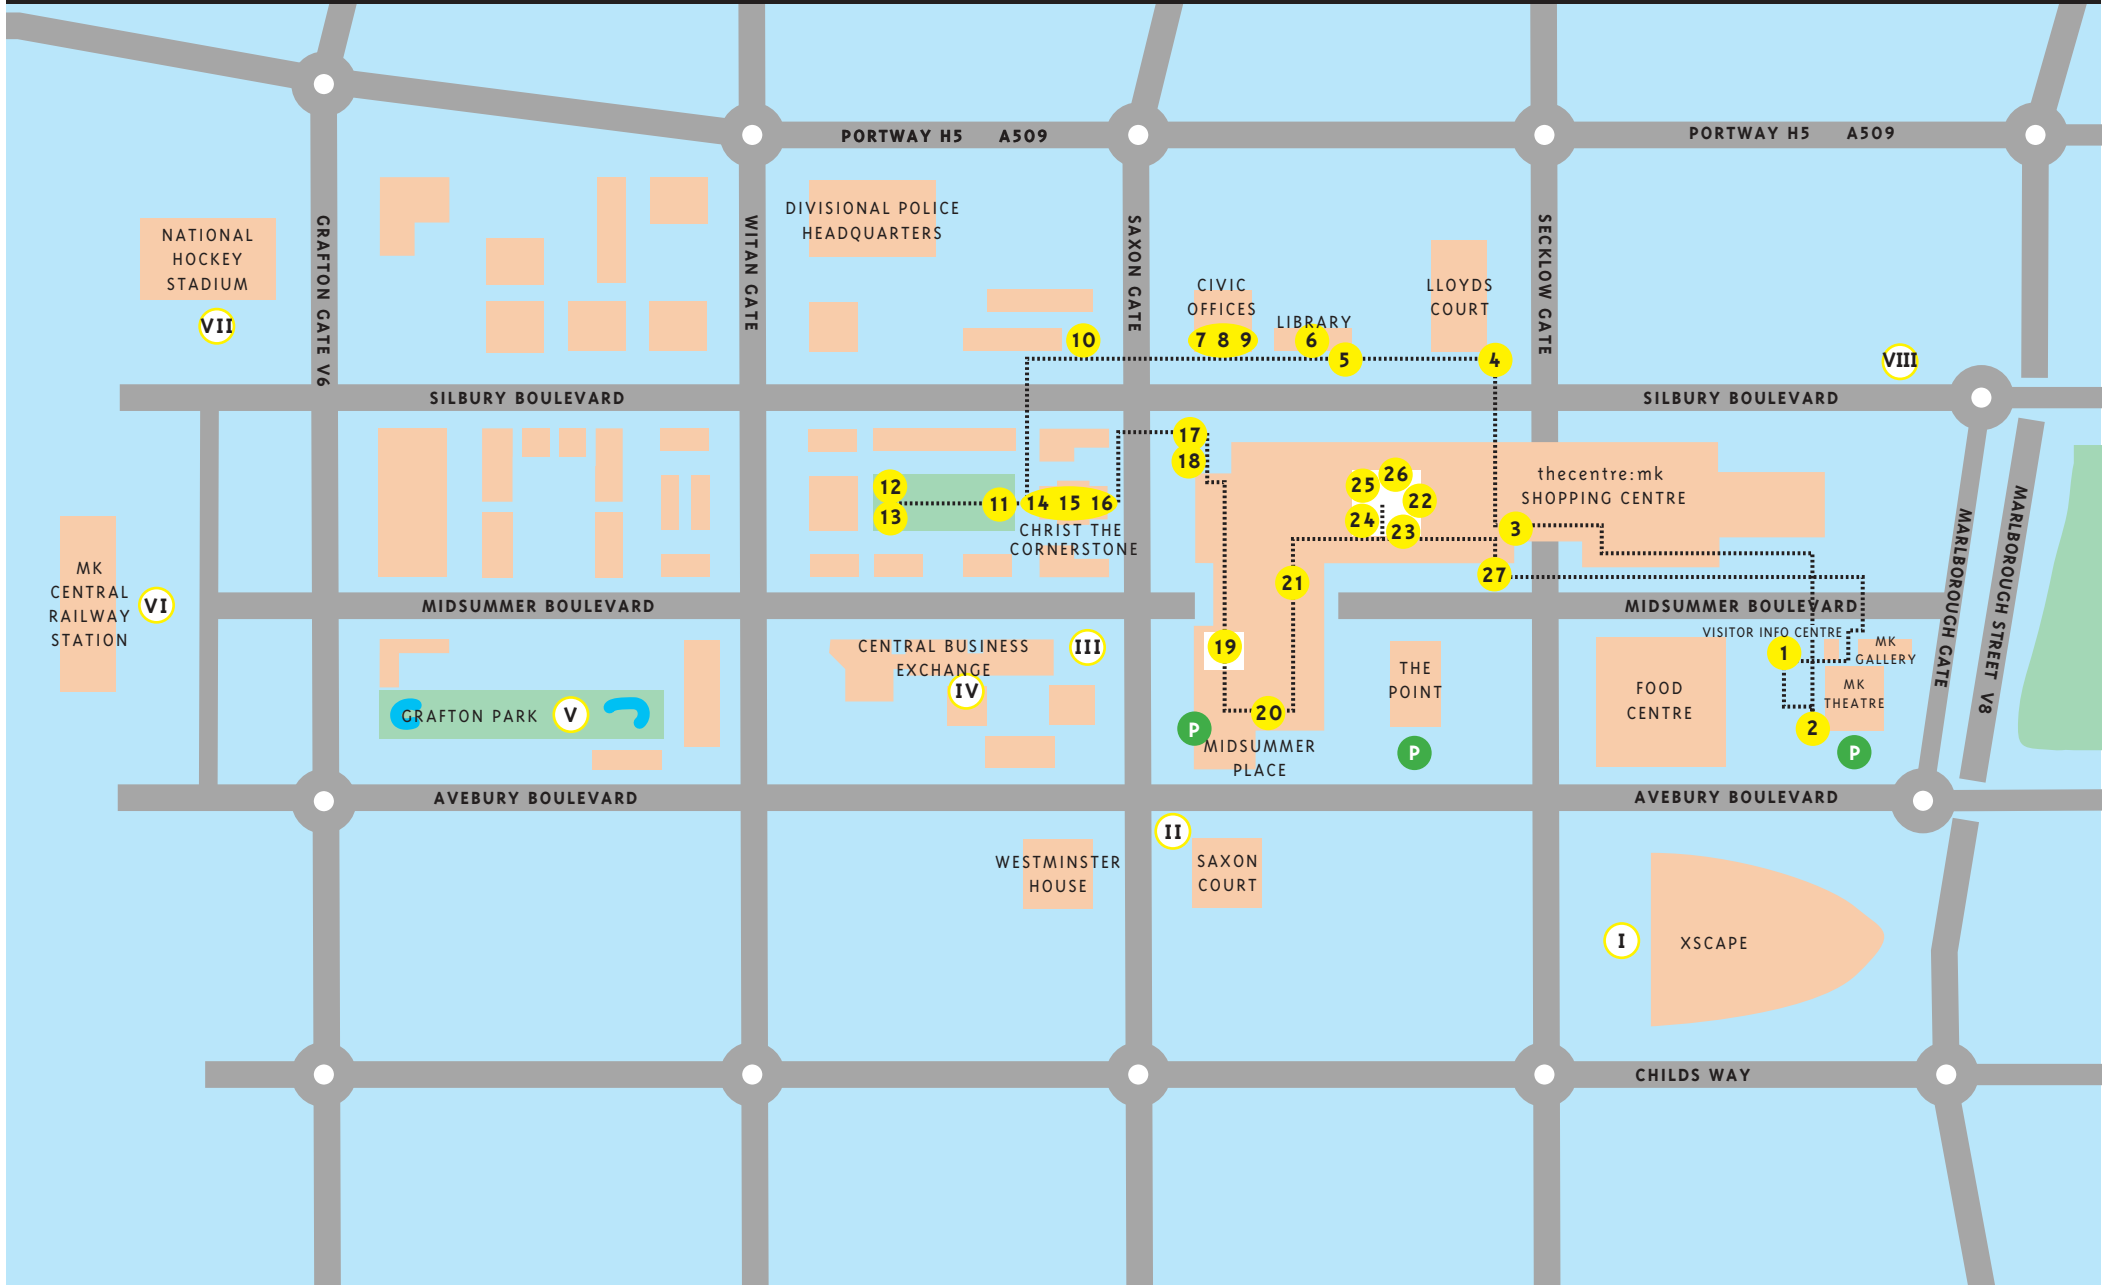 PORTWAY H5 A509
PORTWAY H5 A509
GRAFTON GATE V6
WITAN GATE
SAXON GATE
SECKLOW GATE
NATIONAL
HOCKEY
STADIUM
VII
DIVISIONAL POLICE
HEADQUARTERS
CIVIC
OFFICES
7 8 9
LIBRARY
6
5
LLOYDS
COURT
4
10
VIII
SILBURY BOULEVARD
SILBURY BOULEVARD
17
18
12
13
11
14 15 16
CHRIST THE
CORNERSTONE
26
25
22
24
23
thecentre:mk
SHOPPING CENTRE
3
27
21
MARLBOROUGH GATE
MARLBOROUGH STREET V8
MK
CENTRAL
RAILWAY
STATION
VI
MIDSUMMER BOULEVARD
MIDSUMMER BOULEVARD
VISITOR INFO CENTRE
1
MK
GALLERY
MK
THEATRE
2
P
CENTRAL BUSINESS
EXCHANGE
III
IV
GRAFTON PARK
V
19
20
P
MIDSUMMER
PLACE
THE
POINT
P
FOOD
CENTRE
AVEBURY BOULEVARD
AVEBURY BOULEVARD
II
WESTMINSTER
HOUSE
SAXON
COURT
I
XSCAPE
CHILDS WAY